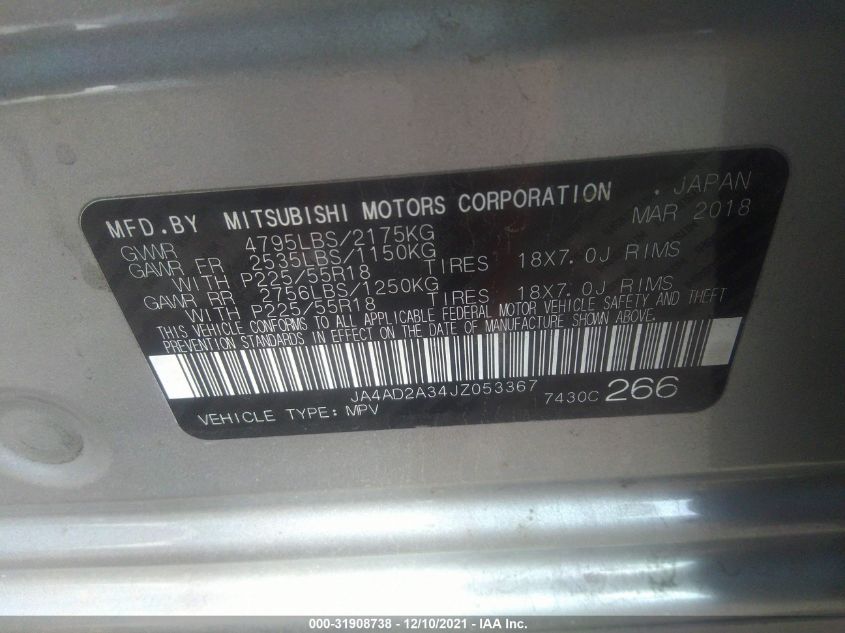 MFD.BY MITSUBISHI MOTORS CORPORATION . JAPAN
MAR 2018
GVWR 4795LBS/2175KG
GAWR FR 2535LBS/1150KG
WITH P225/55R18 TIRES 18X7.0J RIMS
GAWR RR 2756LBS/1250KG
WITH P225/55R18 TIRES 18X7.0J RIMS
THIS VEHICLE CONFORMS TO ALL APPLICABLE FEDERAL MOTOR VEHICLE SAFETY AND THEFT
PREVENTION STANDARDS IN EFFECT ON THE DATE OF MANUFACTURE SHOWN ABOVE.
JA4AD2A34JZ053367
VEHICLE TYPE: MPV 7430C 266
000-31908738 - 12/10/2021 - IAA Inc.